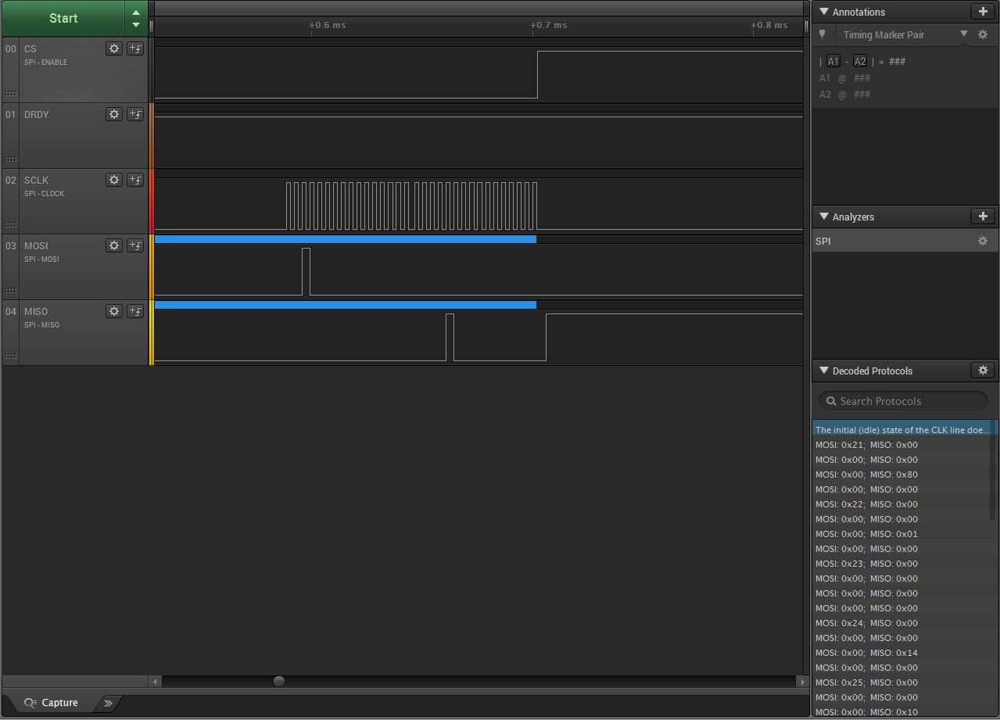 Start
+0.6 ms
+0.7 ms
+0.8 ms
00 CS
SPI - ENABLE
01 DRDY
02 SCLK
SPI - CLOCK
03 MOSI
SPI - MOSI
04 MISO
SPI - MISO
Capture
Annotations
Timing Marker Pair
| A1 - A2 | = ###
A1 @ ###
A2 @ ###
Analyzers
SPI
Decoded Protocols
Search Protocols
The initial (idle) state of the CLK line doe...
MOSI: 0x21; MISO: 0x00
MOSI: 0x00; MISO: 0x00
MOSI: 0x00; MISO: 0x80
MOSI: 0x00; MISO: 0x00
MOSI: 0x22; MISO: 0x00
MOSI: 0x00; MISO: 0x00
MOSI: 0x00; MISO: 0x01
MOSI: 0x00; MISO: 0x00
MOSI: 0x23; MISO: 0x00
MOSI: 0x00; MISO: 0x00
MOSI: 0x00; MISO: 0x00
MOSI: 0x00; MISO: 0x00
MOSI: 0x24; MISO: 0x00
MOSI: 0x00; MISO: 0x00
MOSI: 0x00; MISO: 0x14
MOSI: 0x00; MISO: 0x00
MOSI: 0x25; MISO: 0x00
MOSI: 0x00; MISO: 0x00
MOSI: 0x00; MISO: 0x10